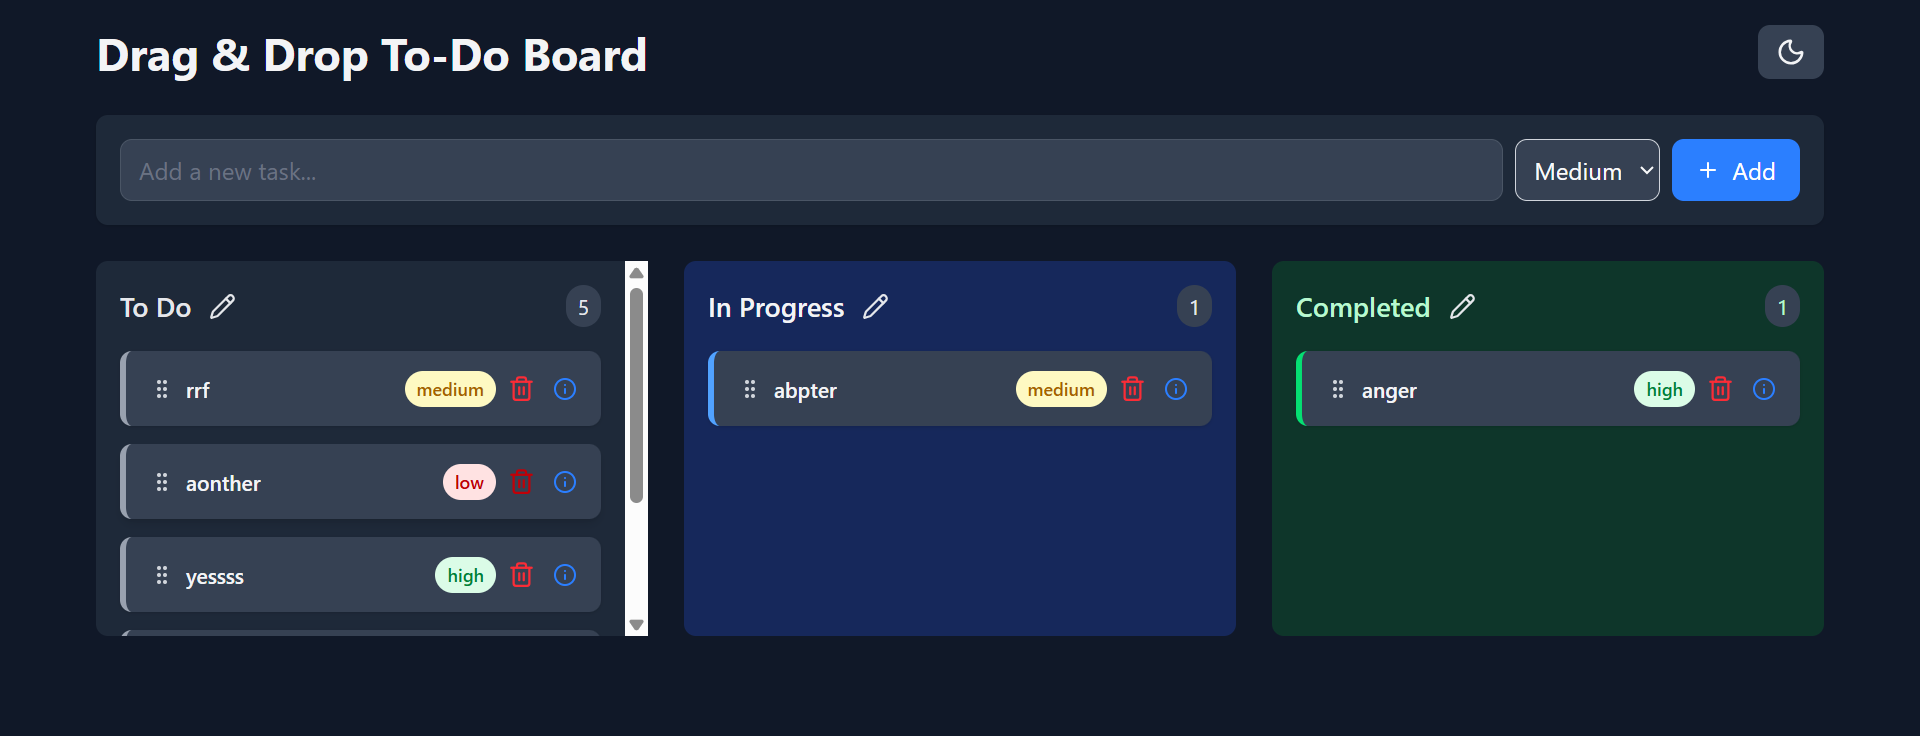 Drag & Drop To-Do Board
Add a new task...
Medium
+ Add
To Do
5
rrf
medium
aonther
low
yessss
high
In Progress
1
abpter
medium
Completed
1
anger
high